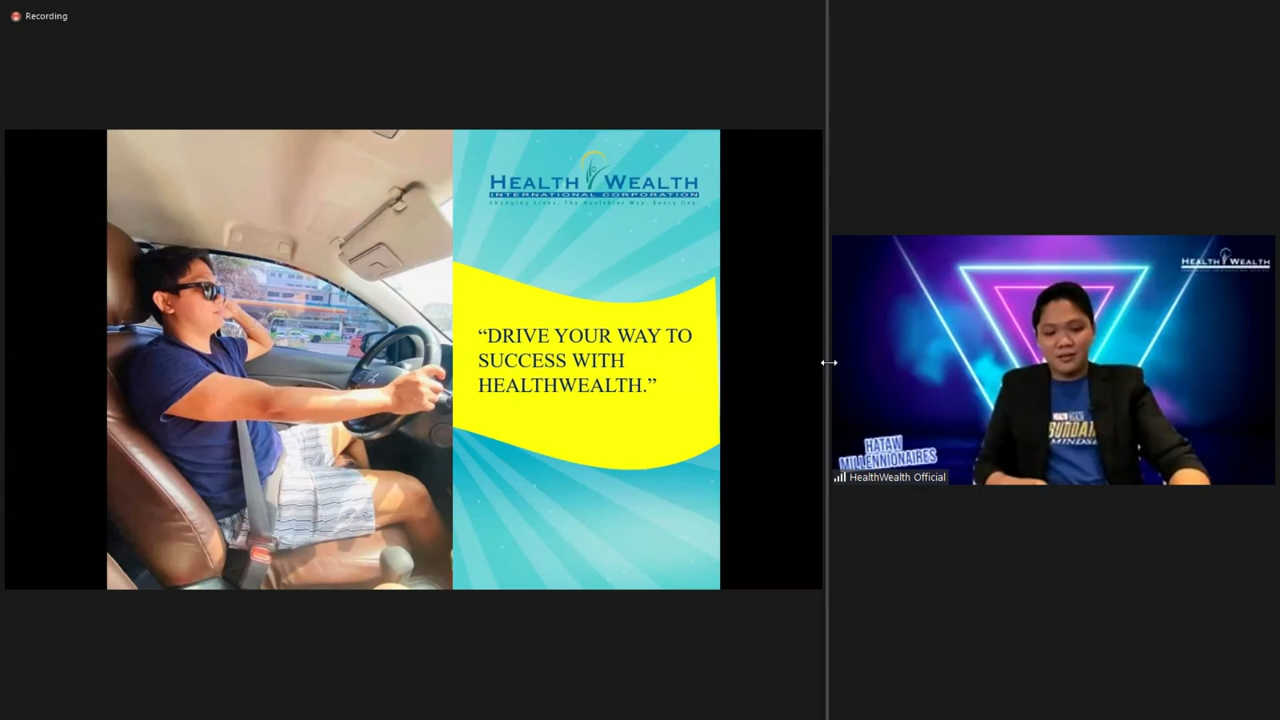 Recording
HEALTH WEALTH
INTERNATIONAL CORPORATION
Changing Lives. The Healthier Way. Every Day.
“DRIVE YOUR WAY TO
SUCCESS WITH
HEALTHWEALTH.”
HEALTH WEALTH
HATAW
MILLENNIONAIRES
HealthWealth Official